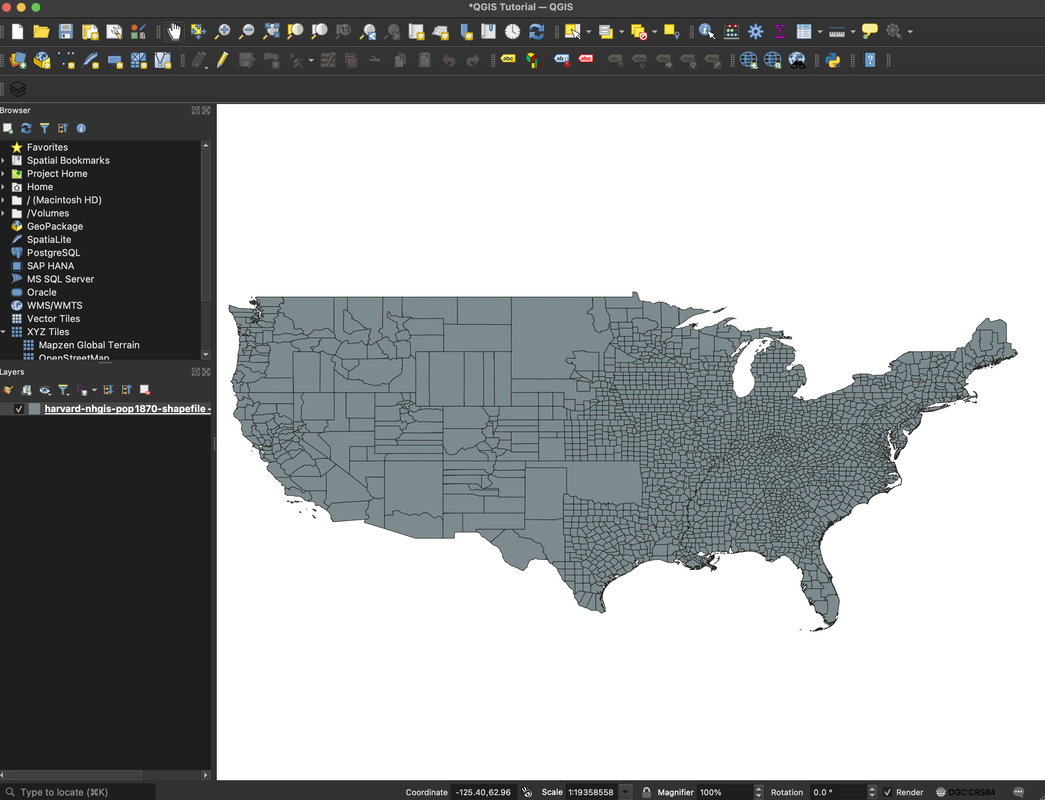 *QGIS Tutorial — QGIS
Browser
Favorites
Spatial Bookmarks
Project Home
Home
/ (Macintosh HD)
/Volumes
GeoPackage
SpatiaLite
PostgreSQL
SAP HANA
MS SQL Server
Oracle
WMS/WMTS
Vector Tiles
XYZ Tiles
Mapzen Global Terrain
OpenStreetMap
Layers
harvard-nhgis-pop1870-shapefile -
Type to locate (⌘K)
Coordinate -125.40,62.96 Scale 1:19358558 Magnifier 100% Rotation 0.0 ° Render OGC:CRS84